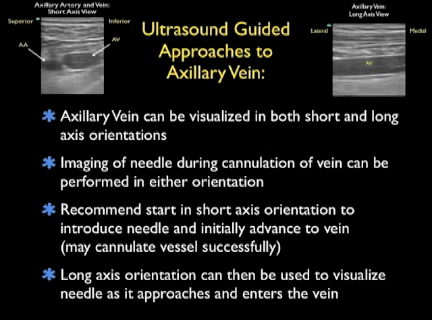 Axillary Artery and Vein:
Short Axis View
Superior
Inferior
AA
AV
Ultrasound Guided
Approaches to
Axillary Vein:
Axillary Vein:
Long Axis View
Lateral
Medial
AV
Axillary Vein can be visualized in both short and long
axis orientations
Imaging of needle during cannulation of vein can be
performed in either orientation
Recommend start in short axis orientation to
introduce needle and initially advance to vein
(may cannulate vessel successfully)
Long axis orientation can then be used to visualize
needle as it approaches and enters the vein